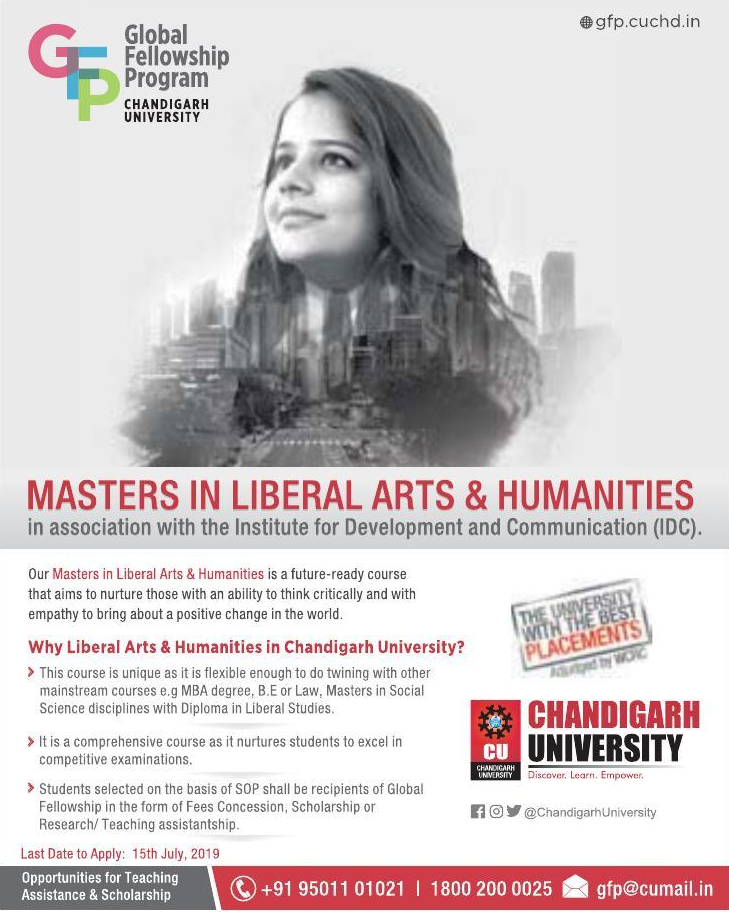 Global
Fellowship
Program
CHANDIGARH
UNIVERSITY
GFP
gfp.cuchd.in
MASTERS IN LIBERAL ARTS & HUMANITIES
in association with the Institute for Development and Communication (IDC).
Our Masters in Liberal Arts & Humanities is a future-ready course
that aims to nurture those with an ability to think critically and with
empathy to bring about a positive change in the world.
Why Liberal Arts & Humanities in Chandigarh University?
This course is unique as it is flexible enough to do twining with other
mainstream courses e.g MBA degree, B.E or Law, Masters in Social
Science disciplines with Diploma in Liberal Studies.
It is a comprehensive course as it nurtures students to excel in
competitive examinations.
Students selected on the basis of SOP shall be recipients of Global
Fellowship in the form of Fees Concession, Scholarship or
Research/ Teaching assistantship.
Last Date to Apply: 15th July, 2019
THE UNIVERSITY
WITH THE BEST
PLACEMENTS
CU
CHANDIGARH
UNIVERSITY
CHANDIGARH
UNIVERSITY
Discover. Learn. Empower.
@ChandigarhUniversity
Opportunities for Teaching
Assistance & Scholarship
+91 95011 01021 | 1800 200 0025
gfp@cumail.in